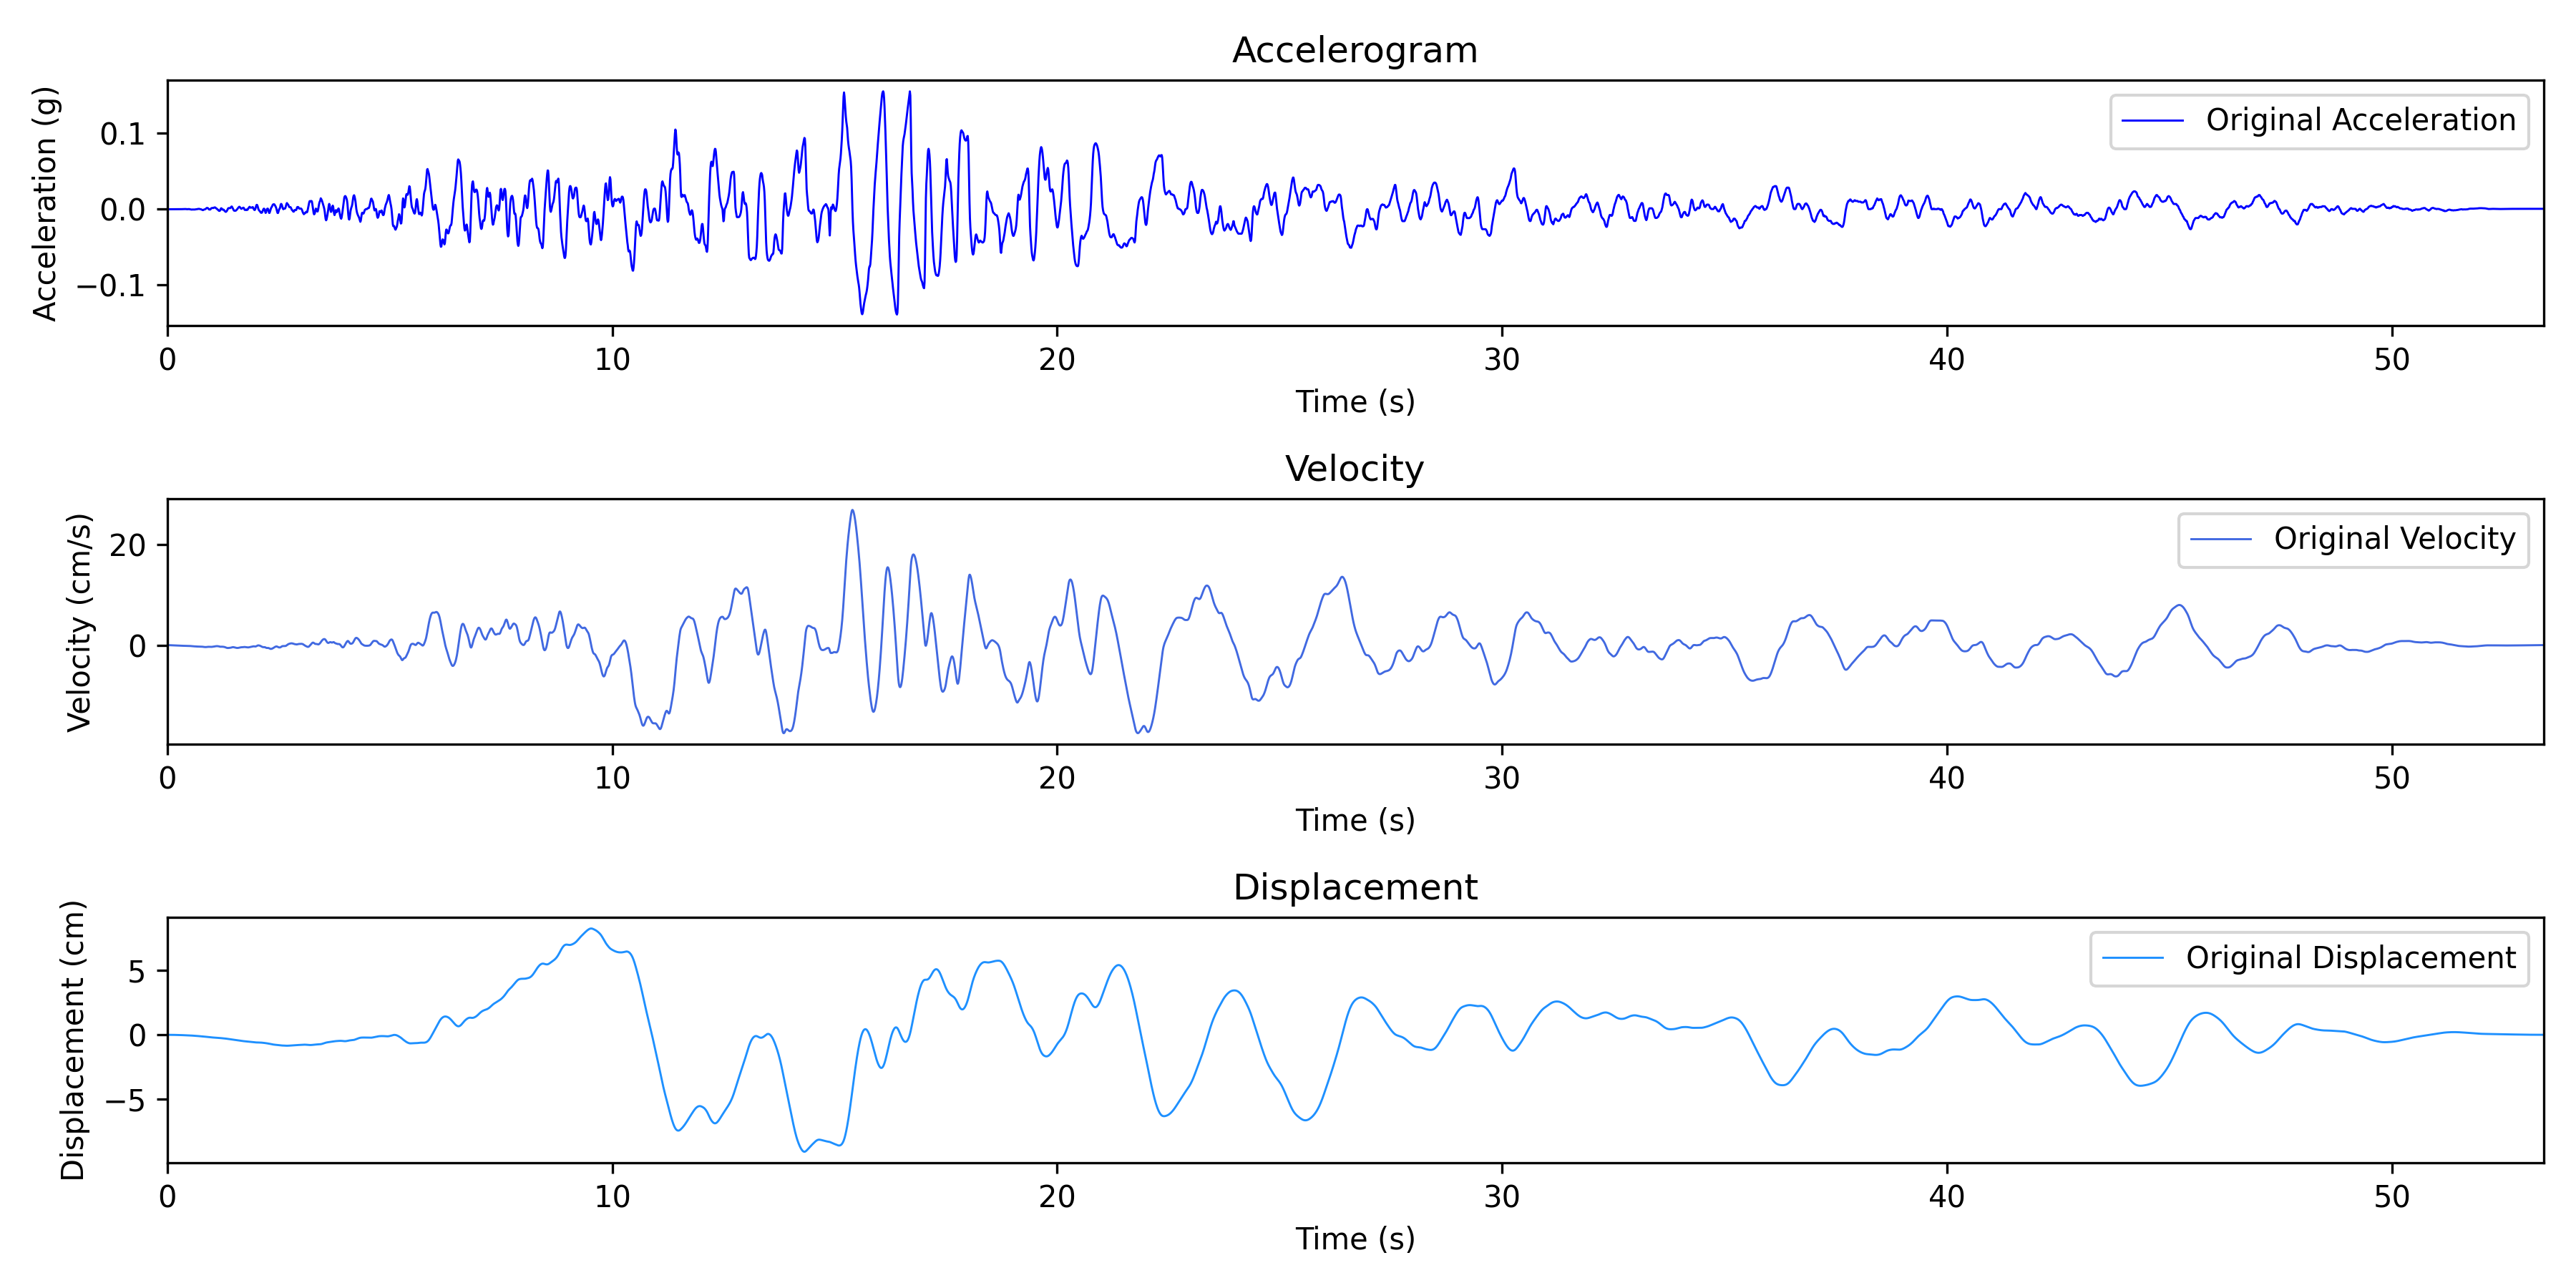 Accelerogram
Acceleration (g)
0.1
0.0
−0.1
Original Acceleration
0 10 20 30 40 50
Time (s)
Velocity
Velocity (cm/s)
20
0
Original Velocity
0 10 20 30 40 50
Time (s)
Displacement
Displacement (cm)
5
0
−5
Original Displacement
0 10 20 30 40 50
Time (s)